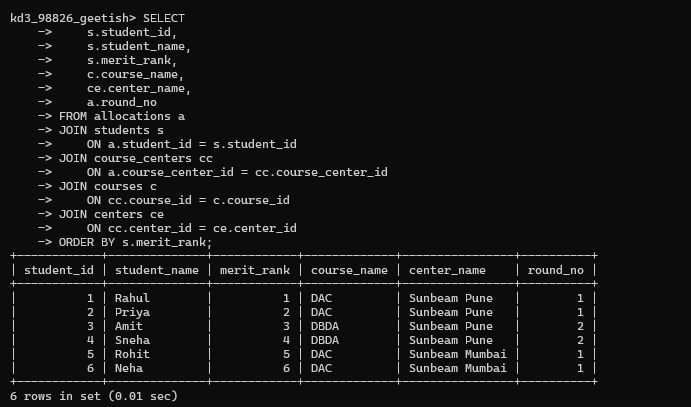 kd3_98826_geetish> SELECT
    ->     s.student_id,
    ->     s.student_name,
    ->     s.merit_rank,
    ->     c.course_name,
    ->     ce.center_name,
    ->     a.round_no
    -> FROM allocations a
    -> JOIN students s
    ->     ON a.student_id = s.student_id
    -> JOIN course_centers cc
    ->     ON a.course_center_id = cc.course_center_id
    -> JOIN courses c
    ->     ON cc.course_id = c.course_id
    -> JOIN centers ce
    ->     ON cc.center_id = ce.center_id
    -> ORDER BY s.merit_rank;
+------------+--------------+------------+-------------+----------------+----------+
| student_id | student_name | merit_rank | course_name | center_name    | round_no |
+------------+--------------+------------+-------------+----------------+----------+
|          1 | Rahul        |          1 | DAC         | Sunbeam Pune   |        1 |
|          2 | Priya        |          2 | DAC         | Sunbeam Pune   |        1 |
|          3 | Amit         |          3 | DBDA        | Sunbeam Pune   |        2 |
|          4 | Sneha        |          4 | DBDA        | Sunbeam Pune   |        2 |
|          5 | Rohit        |          5 | DAC         | Sunbeam Mumbai |        1 |
|          6 | Neha         |          6 | DAC         | Sunbeam Mumbai |        1 |
+------------+--------------+------------+-------------+----------------+----------+
6 rows in set (0.01 sec)